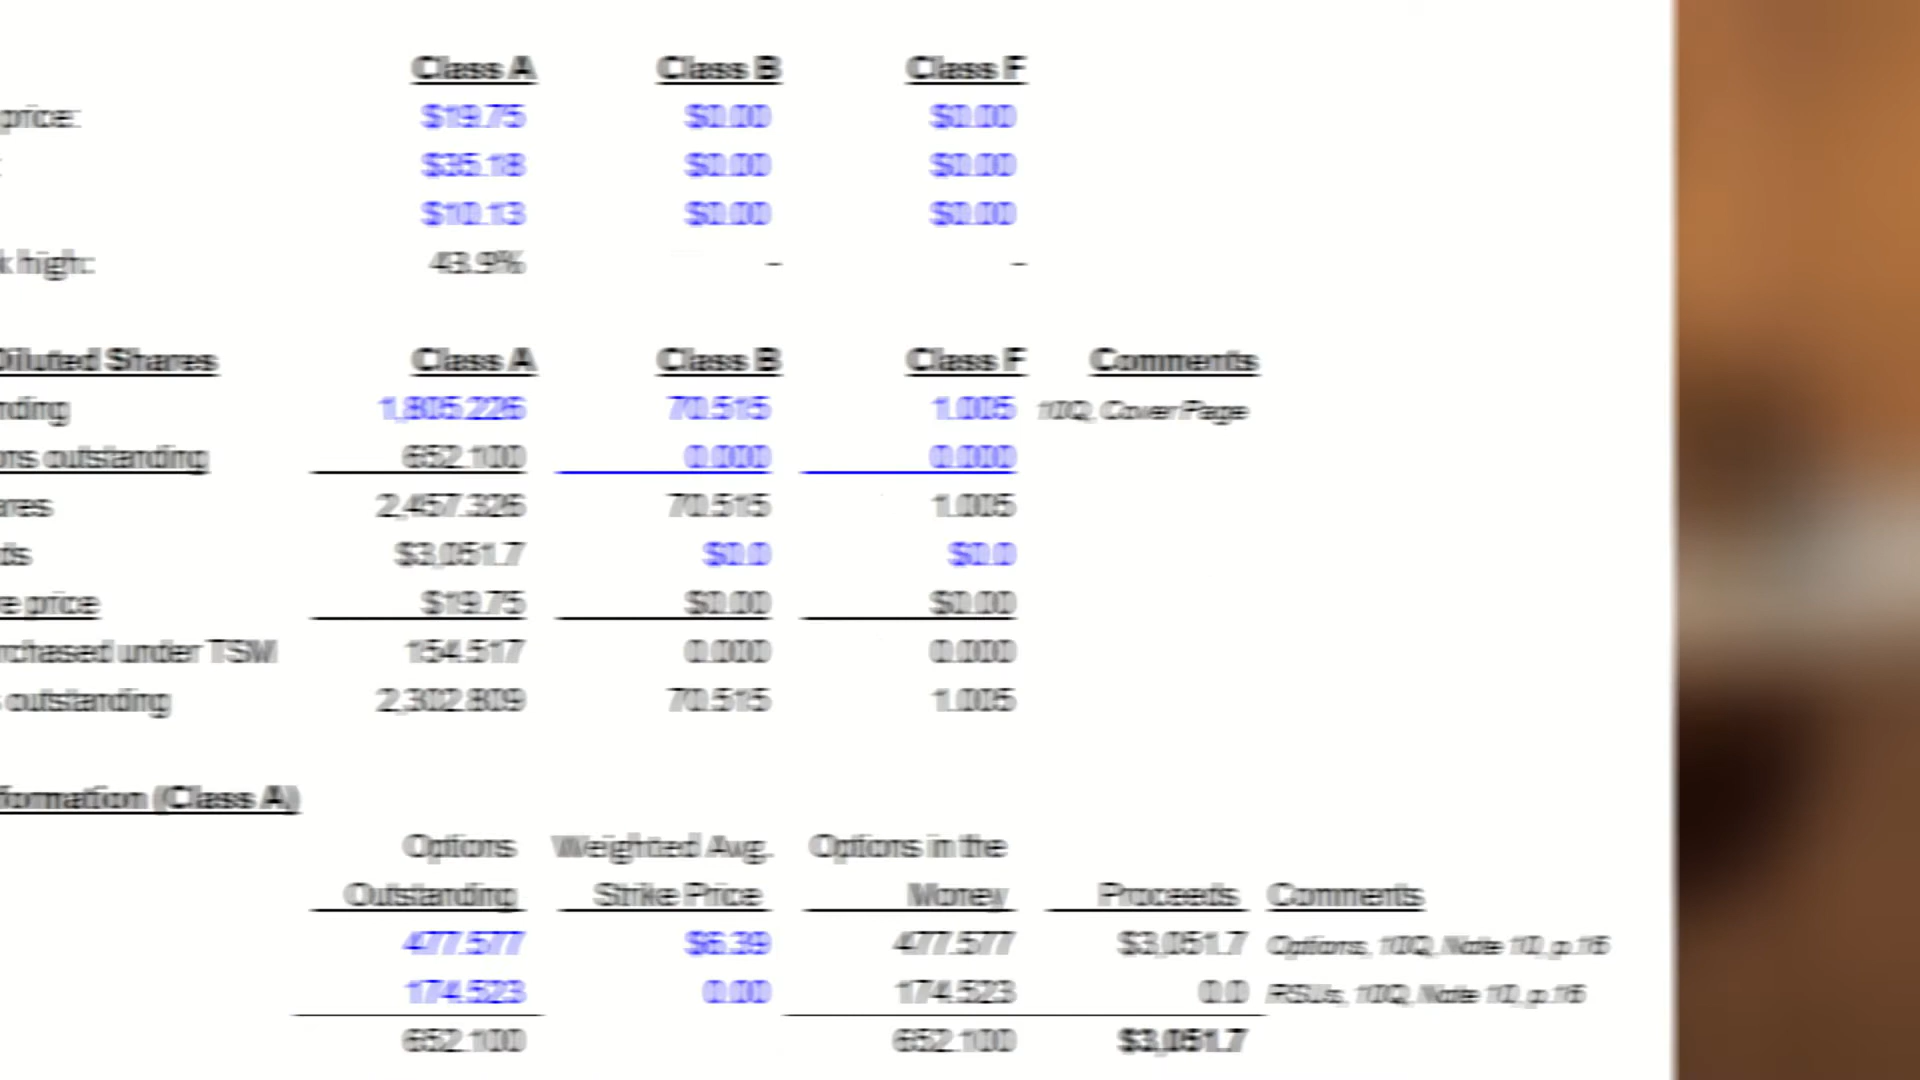 Class A Class B Class F
price: $19.75 $0.00 $0.00
: $35.18 $0.00 $0.00
$10.13 $0.00 $0.00
k high: 43.9% – –
Diluted Shares Class A Class B Class F Comments
nding 1,805.226 70.515 1.005 10Q, Cover Page
ons outstanding 652.100 0.000 0.000
ares 2,457.326 70.515 1.005
ds $3,051.7 $0.0 $0.0
e price $19.75 $0.00 $0.00
rchased under TSM 154.517 0.000 0.000
s outstanding 2,302.809 70.515 1.005
formation (Class A)
Options Weighted Avg. Options in the
Outstanding Strike Price Money Proceeds Comments
477.577 $6.39 477.577 $3,051.7 Options, 10Q, Note 10, p.16
174.523 0.00 174.523 0.0 RSUs, 10Q, Note 10, p.16
652.100 652.100 $3,051.7